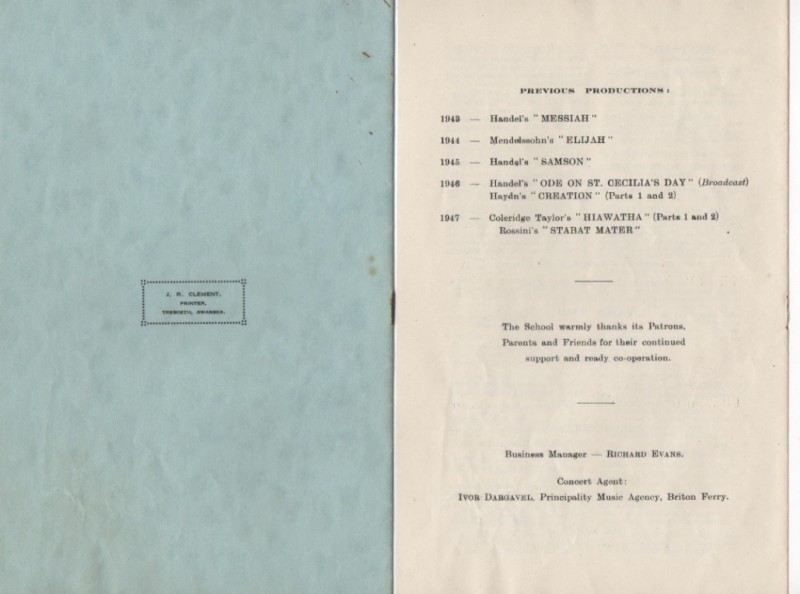 J. R. CLEMENT,
PRINTER,
TREBOETH, SWANSEA.
PREVIOUS PRODUCTIONS:
1943 — Handel's "MESSIAH"
1944 — Mendelssohn's "ELIJAH"
1945 — Handel's "SAMSON"
1946 — Handel's "ODE ON ST. CECILIA'S DAY" (Broadcast)
Haydn's "CREATION" (Parts 1 and 2)
1947 — Coleridge Taylor's "HIAWATHA" (Parts 1 and 2)
Rossini's "STABAT MATER"
The School warmly thanks its Patrons,
Parents and Friends for their continued
support and ready co-operation.
Business Manager — RICHARD EVANS.
Concert Agent:
IVOR DARGAVEL, Principality Music Agency, Briton Ferry.